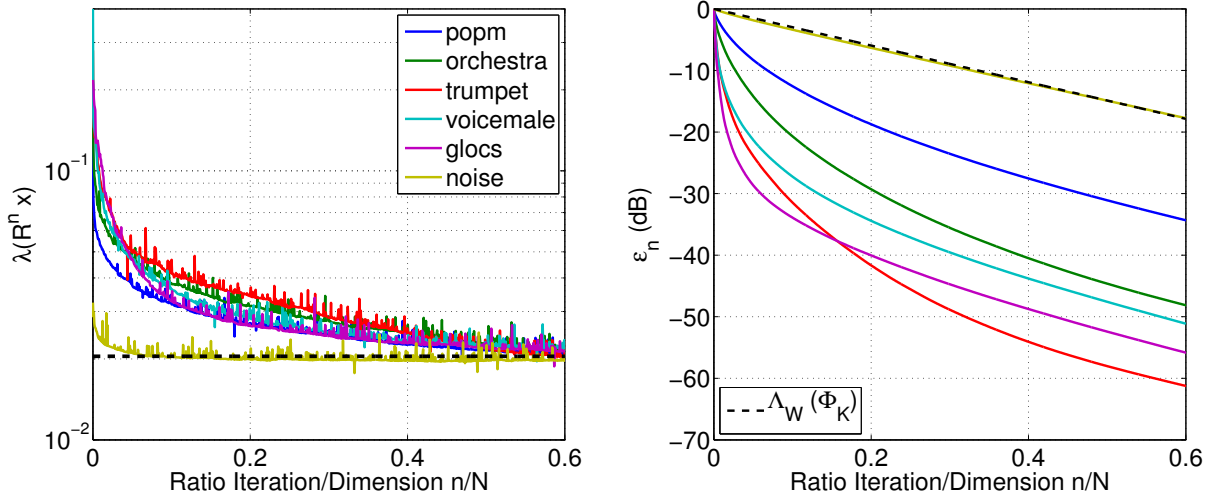 λ(Rⁿ x)
10⁻¹
10⁻²
popm
orchestra
trumpet
voicemale
glocs
noise
0 0.2 0.4 0.6
Ratio Iteration/Dimension n/N
εₙ (dB)
0
−10
−20
−30
−40
−50
−60
−70
Λ_W (Φ_K)
0 0.2 0.4 0.6
Ratio Iteration/Dimension n/N